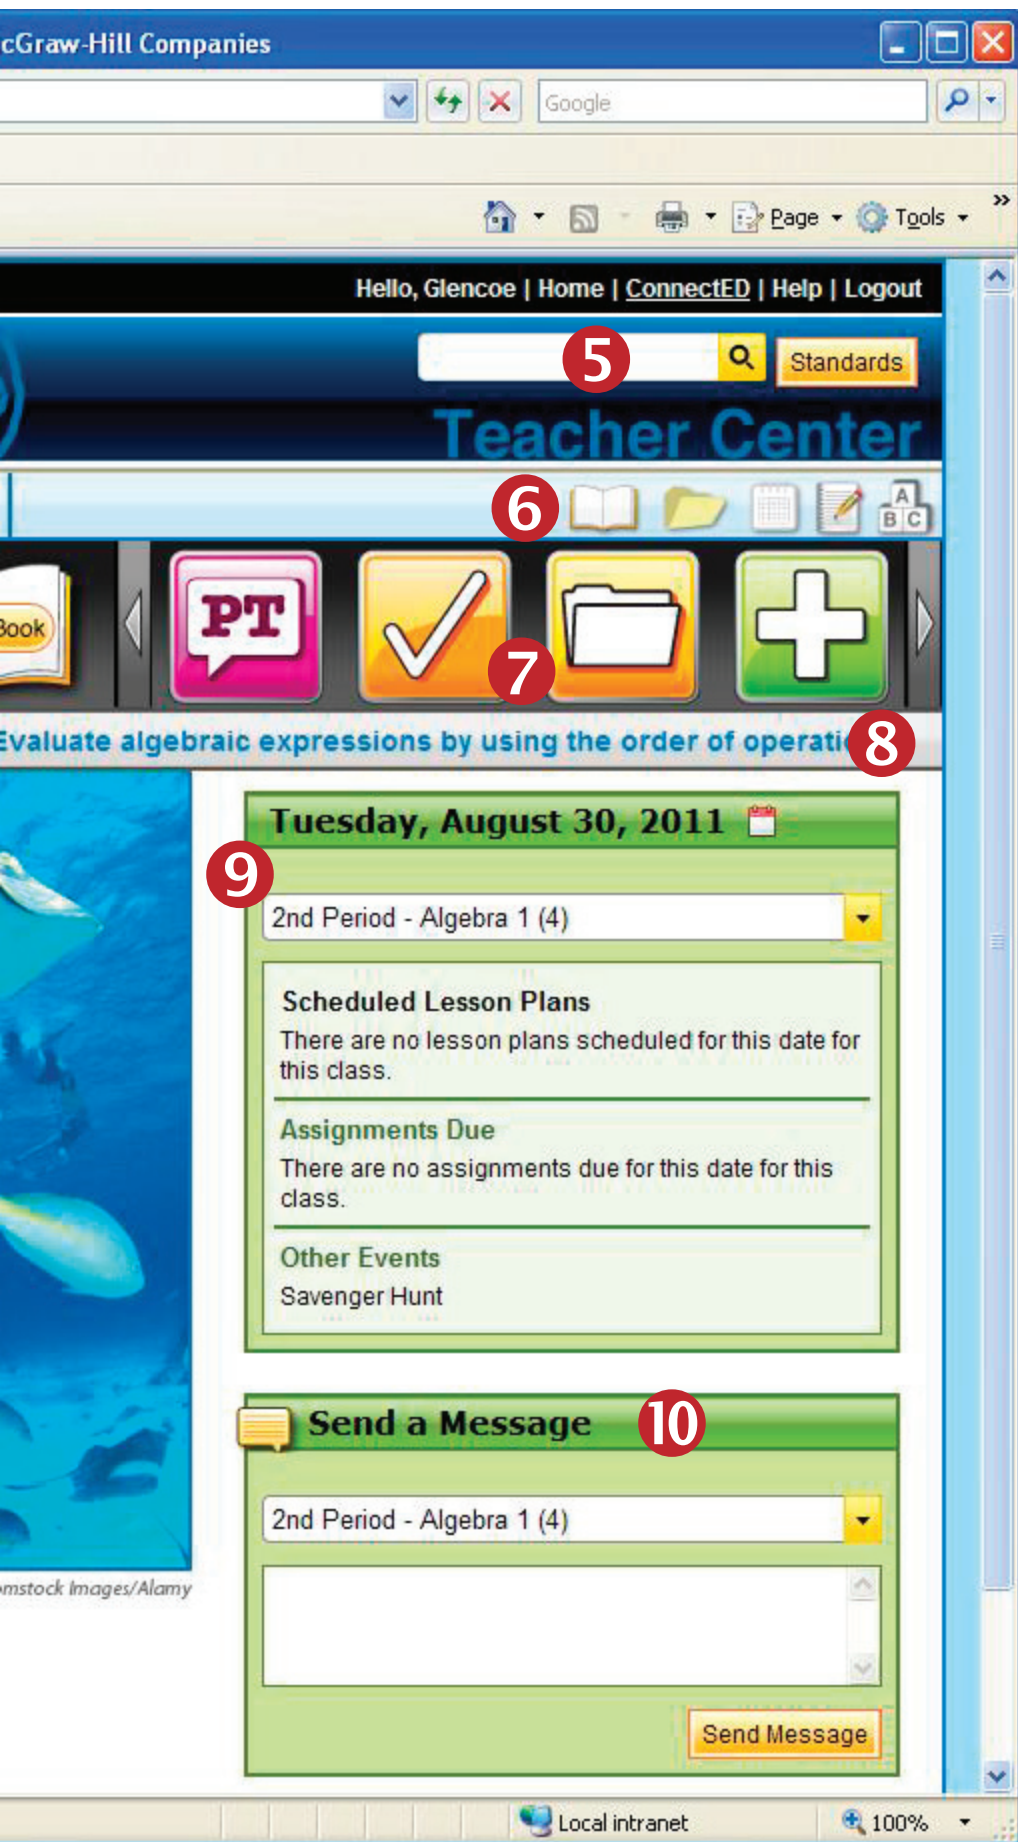 cGraw-Hill Companies
Google
Page Tools »
Hello, Glencoe | Home | ConnectED | Help | Logout
5 Standards
Teacher Center
6 A B C
Book PT
7
Evaluate algebraic expressions by using the order of operati
8
Tuesday, August 30, 2011
9
2nd Period - Algebra 1 (4)
Scheduled Lesson Plans
There are no lesson plans scheduled for this date for
this class.
Assignments Due
There are no assignments due for this date for this
class.
Other Events
Savenger Hunt
Send a Message 10
2nd Period - Algebra 1 (4)
omstock Images/Alamy
Send Message
Local intranet 100%